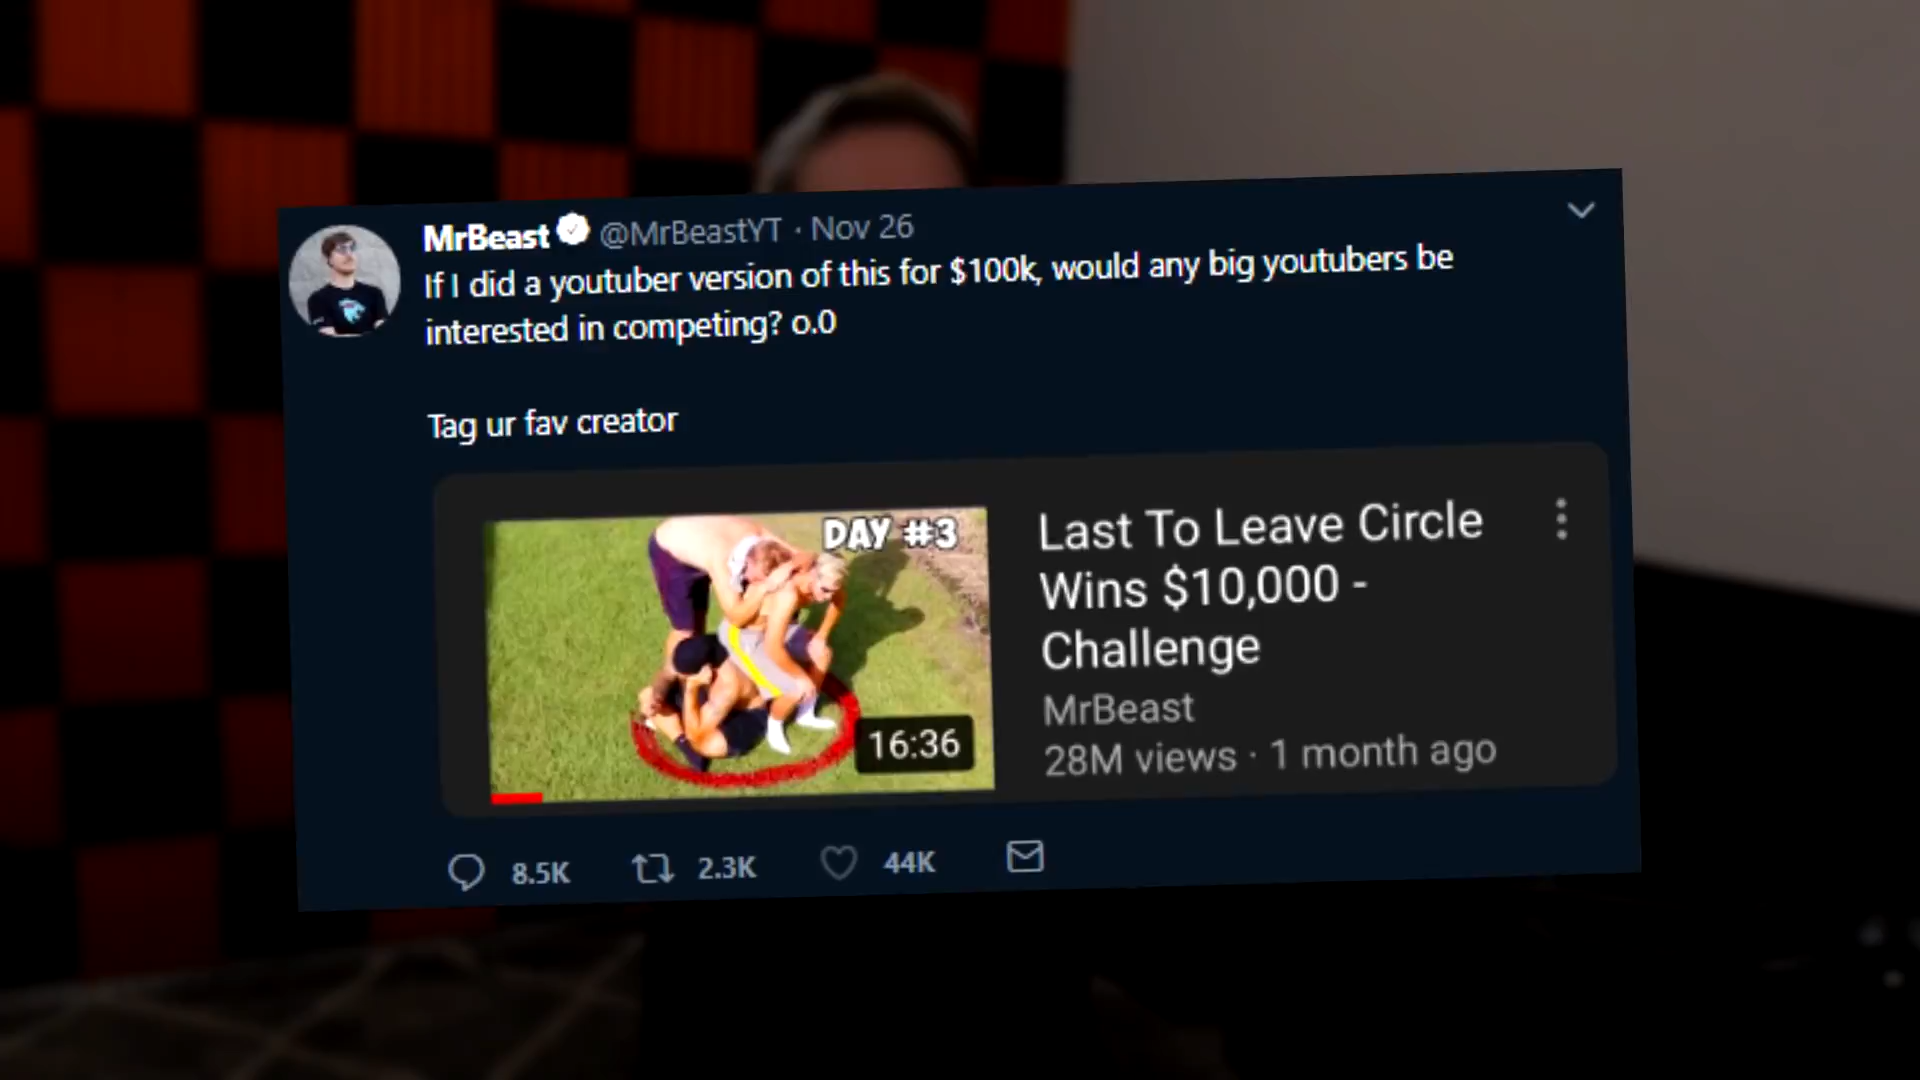 MrBeast @MrBeastYT · Nov 26
If I did a youtuber version of this for $100k, would any big youtubers be
interested in competing? o.0
Tag ur fav creator
DAY #3
16:36
Last To Leave Circle
Wins $10,000 -
Challenge
MrBeast
28M views · 1 month ago
8.5K 2.3K 44K